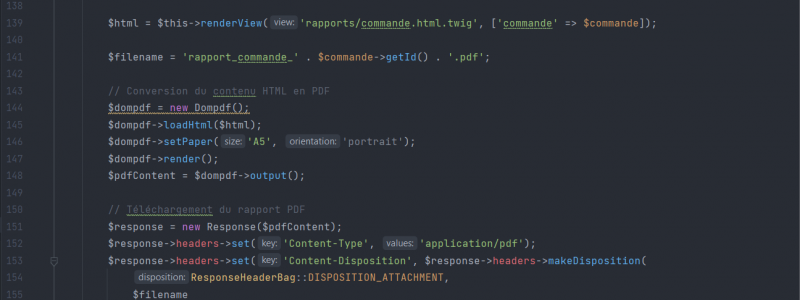 138
139 $html = $this->renderView( view: 'rapports/commande.html.twig', ['commande' => $commande]);
140
141 $filename = 'rapport_commande_' . $commande->getId() . '.pdf';
142
143 // Conversion du contenu HTML en PDF
144 $dompdf = new Dompdf();
145 $dompdf->loadHtml($html);
146 $dompdf->setPaper( size: 'A5', orientation: 'portrait');
147 $dompdf->render();
148 $pdfContent = $dompdf->output();
149
150 // Téléchargement du rapport PDF
151 $response = new Response($pdfContent);
152 $response->headers->set( key: 'Content-Type', values: 'application/pdf');
153 $response->headers->set( key: 'Content-Disposition', $response->headers->makeDisposition(
154 disposition: ResponseHeaderBag::DISPOSITION_ATTACHMENT,
155 $filename